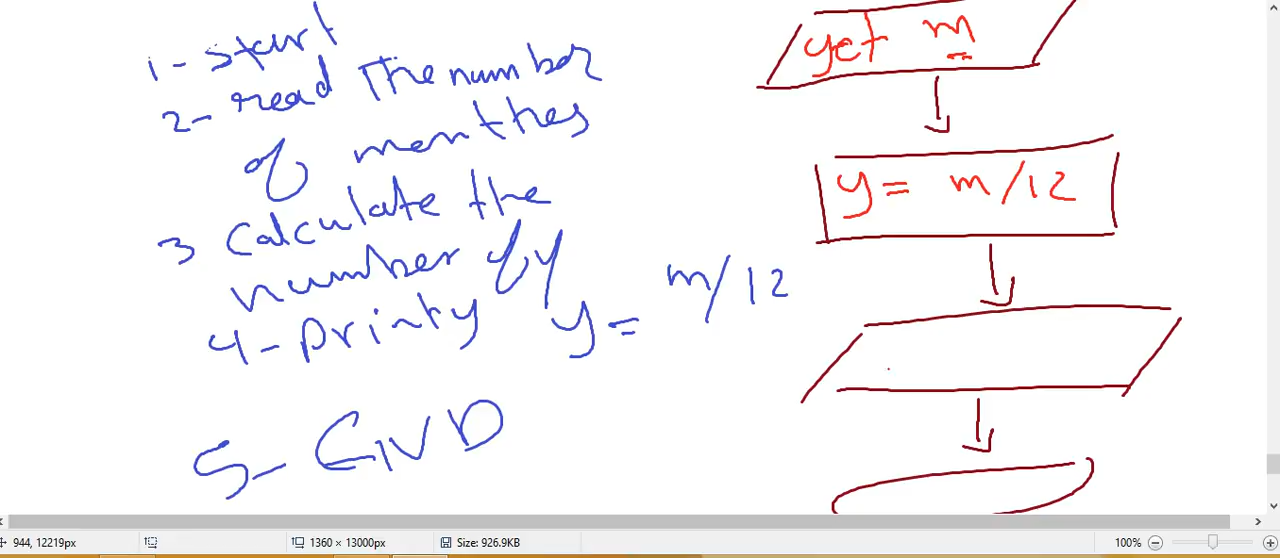 1- start
2- read the number
of menthes
3 Calculate the
number of y
y = m/12
4- Print y
5- END
get m
y = m/12
944, 12219px
1360 × 13000px
Size: 926.9KB
100%